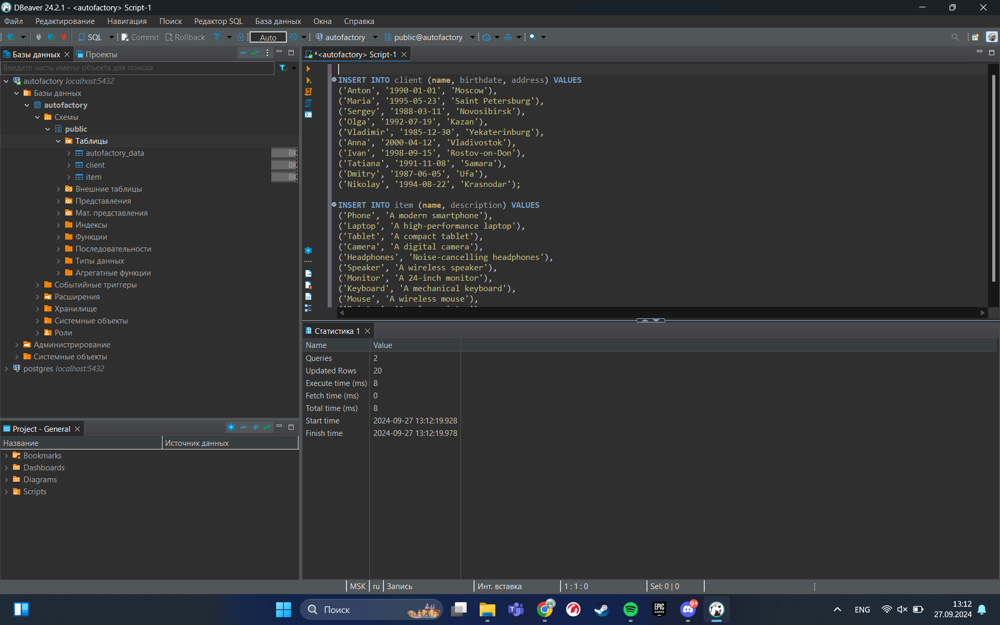 DBeaver 24.2.1 - <autofactory> Script-1
Файл Редактирование Навигация Поиск Редактор SQL База данных Окна Справка
SQL Commit Rollback Auto autofactory public@autofactory
Базы данных Проекты
Введите часть имени объекта для поиска
autofactory localhost:5432
Базы данных
autofactory
Схемы
public
Таблицы
autofactory_data 8K
client 8K
item 8K
Внешние таблицы
Представления
Мат. представления
Индексы
Функции
Последовательности
Типы данных
Агрегатные функции
Событийные триггеры
Расширения
Хранилище
Системные объекты
Роли
Администрирование
Системные объекты
postgres localhost:5432
Project - General
Название Источник данных
Bookmarks
Dashboards
Diagrams
Scripts
*<autofactory> Script-1
INSERT INTO client (name, birthdate, address) VALUES
('Anton', '1990-01-01', 'Moscow'),
('Maria', '1995-05-23', 'Saint Petersburg'),
('Sergey', '1988-03-11', 'Novosibirsk'),
('Olga', '1992-07-19', 'Kazan'),
('Vladimir', '1985-12-30', 'Yekaterinburg'),
('Anna', '2000-04-12', 'Vladivostok'),
('Ivan', '1998-09-15', 'Rostov-on-Don'),
('Tatiana', '1991-11-08', 'Samara'),
('Dmitry', '1987-06-05', 'Ufa'),
('Nikolay', '1994-08-22', 'Krasnodar');
INSERT INTO item (name, description) VALUES
('Phone', 'A modern smartphone'),
('Laptop', 'A high-performance laptop'),
('Tablet', 'A compact tablet'),
('Camera', 'A digital camera'),
('Headphones', 'Noise-cancelling headphones'),
('Speaker', 'A wireless speaker'),
('Monitor', 'A 24-inch monitor'),
('Keyboard', 'A mechanical keyboard'),
('Mouse', 'A wireless mouse'),
Статистика 1
Name Value
Queries 2
Updated Rows 20
Execute time (ms) 8
Fetch time (ms) 0
Total time (ms) 8
Start time 2024-09-27 13:12:19.928
Finish time 2024-09-27 13:12:19.978
MSK ru Запись Инт. вставка 1 : 1 : 0 Sel: 0 | 0
Поиск EPIC GAMES 9+ ENG 13:12
27.09.2024